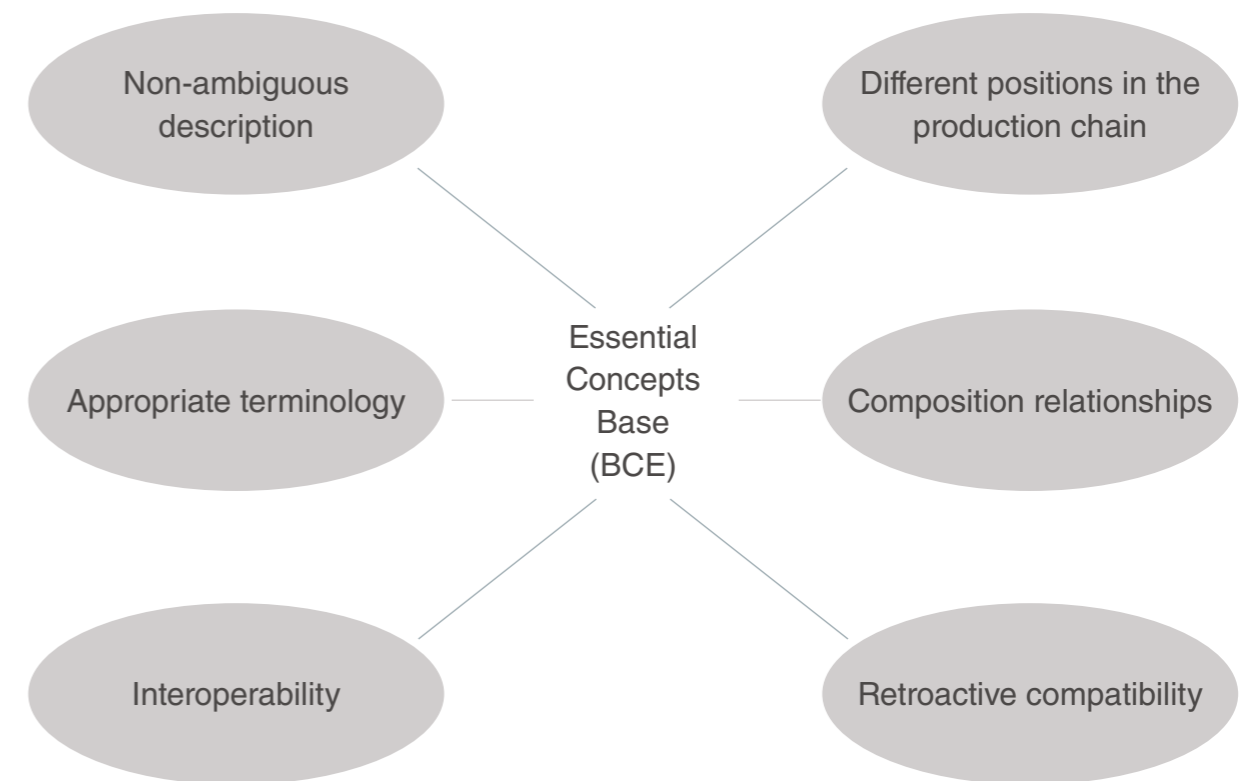 Non-ambiguous
description
Different positions in the
production chain
Essential
Concepts
Base
(BCE)
Appropriate terminology
Composition relationships
Interoperability
Retroactive compatibility